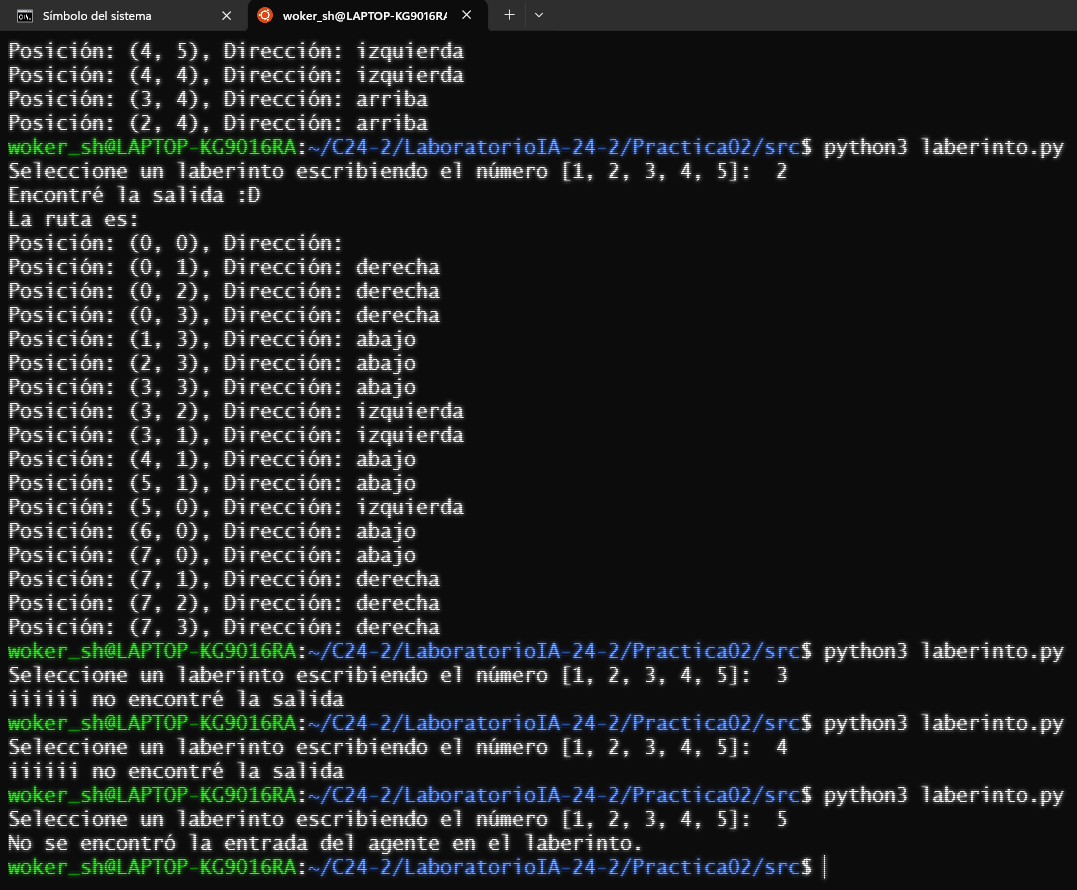 Símbolo del sistema
woker_sh@LAPTOP-KG9016RA
Posición: (4, 5), Dirección: izquierda
Posición: (4, 4), Dirección: izquierda
Posición: (3, 4), Dirección: arriba
Posición: (2, 4), Dirección: arriba
woker_sh@LAPTOP-KG9016RA:~/C24-2/LaboratorioIA-24-2/Practica02/src$ python3 laberinto.py
Seleccione un laberinto escribiendo el número [1, 2, 3, 4, 5]:  2
Encontré la salida :D
La ruta es:
Posición: (0, 0), Dirección:
Posición: (0, 1), Dirección: derecha
Posición: (0, 2), Dirección: derecha
Posición: (0, 3), Dirección: derecha
Posición: (1, 3), Dirección: abajo
Posición: (2, 3), Dirección: abajo
Posición: (3, 3), Dirección: abajo
Posición: (3, 2), Dirección: izquierda
Posición: (3, 1), Dirección: izquierda
Posición: (4, 1), Dirección: abajo
Posición: (5, 1), Dirección: abajo
Posición: (5, 0), Dirección: izquierda
Posición: (6, 0), Dirección: abajo
Posición: (7, 0), Dirección: abajo
Posición: (7, 1), Dirección: derecha
Posición: (7, 2), Dirección: derecha
Posición: (7, 3), Dirección: derecha
woker_sh@LAPTOP-KG9016RA:~/C24-2/LaboratorioIA-24-2/Practica02/src$ python3 laberinto.py
Seleccione un laberinto escribiendo el número [1, 2, 3, 4, 5]:  3
iiiiii no encontré la salida
woker_sh@LAPTOP-KG9016RA:~/C24-2/LaboratorioIA-24-2/Practica02/src$ python3 laberinto.py
Seleccione un laberinto escribiendo el número [1, 2, 3, 4, 5]:  4
iiiiii no encontré la salida
woker_sh@LAPTOP-KG9016RA:~/C24-2/LaboratorioIA-24-2/Practica02/src$ python3 laberinto.py
Seleccione un laberinto escribiendo el número [1, 2, 3, 4, 5]:  5
No se encontró la entrada del agente en el laberinto.
woker_sh@LAPTOP-KG9016RA:~/C24-2/LaboratorioIA-24-2/Practica02/src$